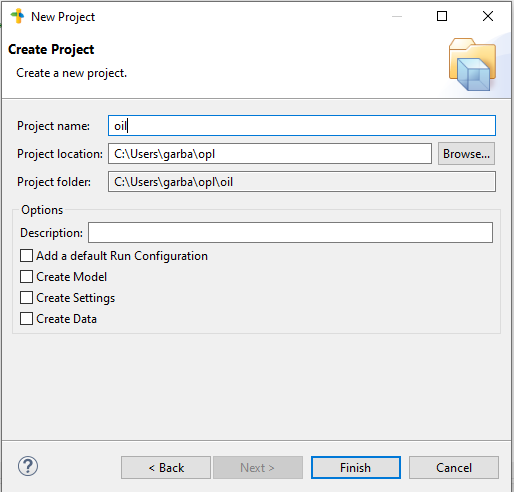 New Project
Create Project
Create a new project.
Project name: oil
Project location: C:\Users\garba\opl Browse...
Project folder: C:\Users\garba\opl\oil
Options
Description:
Add a default Run Configuration
Create Model
Create Settings
Create Data
? < Back Next > Finish Cancel